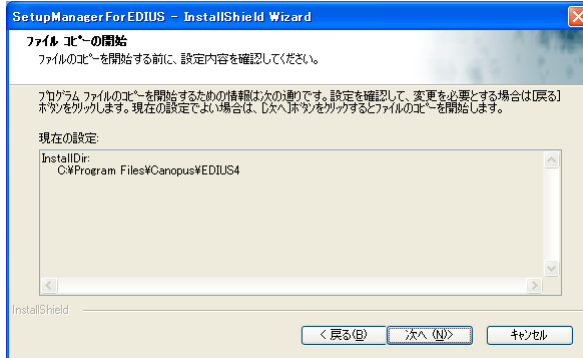 SetupManagerForEDIUS - InstallShield Wizard
ファイル コピーの開始
ファイルのコピーを開始する前に、設定内容を確認してください。
プログラム ファイルのコピーを開始するための情報は次の通りです。設定を確認して、変更を必要とする場合は[戻る]
ボタンをクリックします。現在の設定でよい場合は、[次へ]ボタンをクリックするとファイルのコピーを開始します。
現在の設定:
InstallDir:
C:¥Program Files¥Canopus¥EDIUS4
InstallShield
< 戻る(B)
次へ (N)>
キャンセル